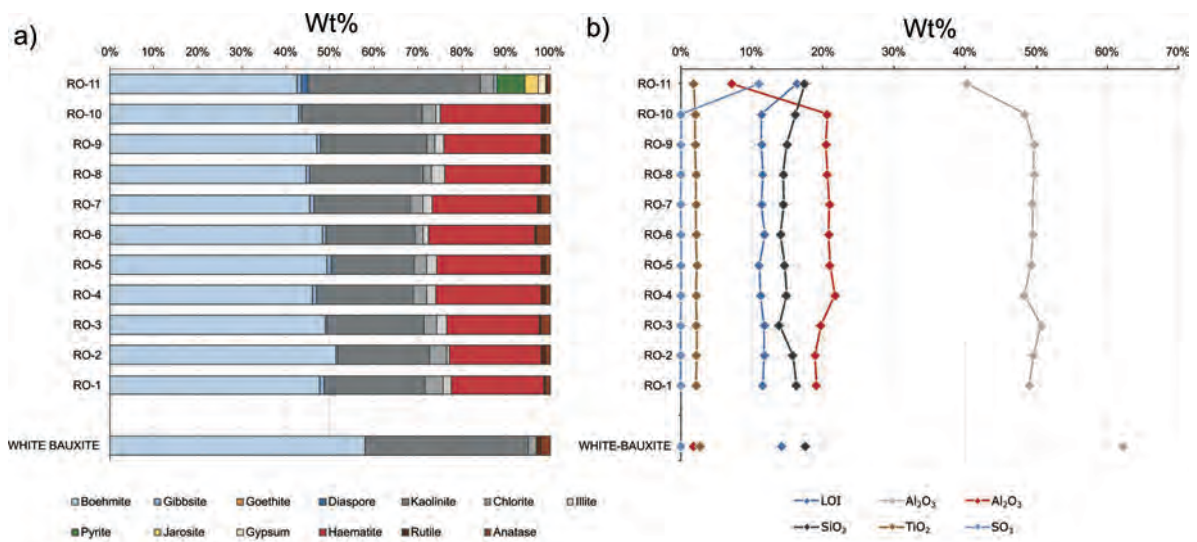 a)
Wt%
0% 10% 20% 30% 40% 50% 60% 70% 80% 90% 100%
RO-11
RO-10
RO-9
RO-8
RO-7
RO-6
RO-5
RO-4
RO-3
RO-2
RO-1
WHITE BAUXITE
Boehmite Gibbsite Goethite Diaspore Kaolinite Chlorite Illite
Pyrite Jarosite Gypsum Haematite Rutile Anatase
b)
Wt%
0% 10% 20% 30% 40% 50% 60% 70%
RO-11
RO-10
RO-9
RO-8
RO-7
RO-6
RO-5
RO-4
RO-3
RO-2
RO-1
WHITE-BAUXITE
LOI Al₂O₃ Al₂O₃
SiO₂ TiO₂ SO₃